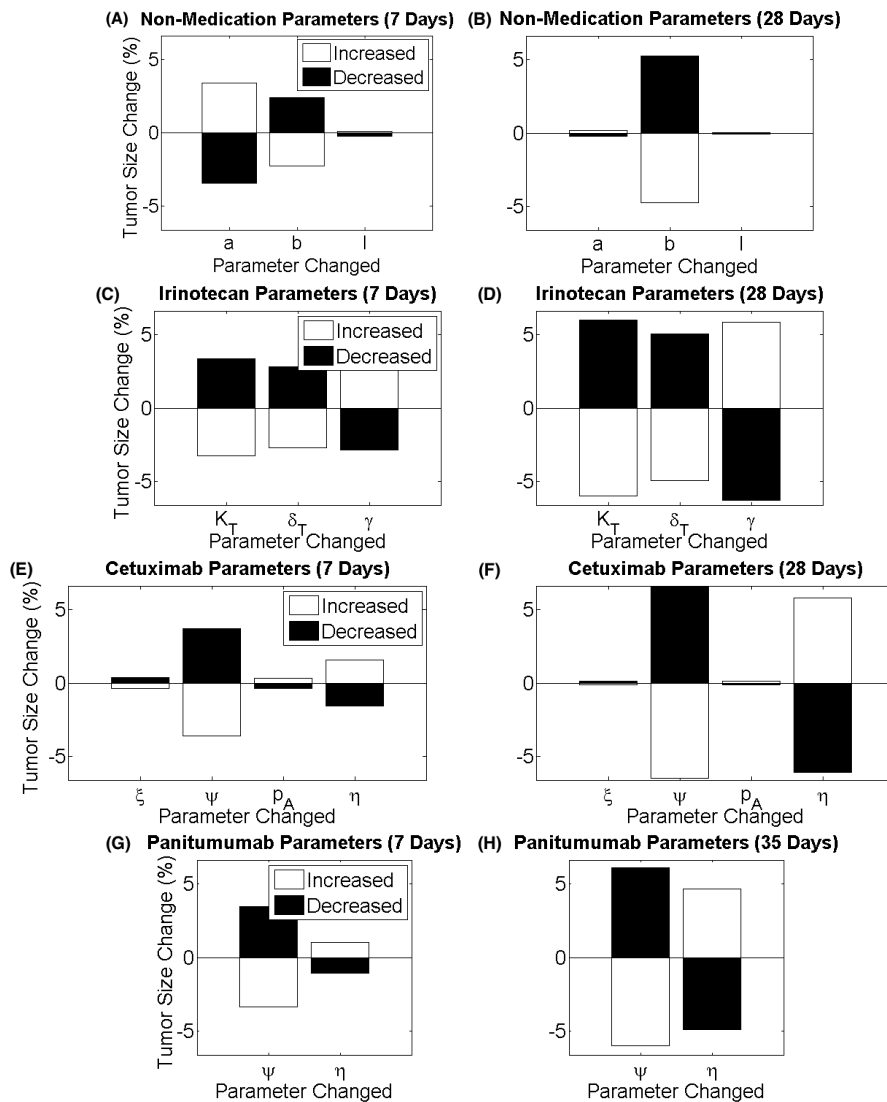 (A) Non-Medication Parameters (7 Days)
Tumor Size Change (%)
5
0
-5
Increased
Decreased
a b l
Parameter Changed
(B) Non-Medication Parameters (28 Days)
5
0
-5
a b l
Parameter Changed
(C) Irinotecan Parameters (7 Days)
Tumor Size Change (%)
5
0
-5
Increased
Decreased
K_T δ_T γ
Parameter Changed
(D) Irinotecan Parameters (28 Days)
5
0
-5
K_T δ_T γ
Parameter Changed
(E) Cetuximab Parameters (7 Days)
Tumor Size Change (%)
5
0
-5
Increased
Decreased
ξ ψ p_A η
Parameter Changed
(F) Cetuximab Parameters (28 Days)
5
0
-5
ξ ψ p_A η
Parameter Changed
(G) Panitumumab Parameters (7 Days)
Tumor Size Change (%)
5
0
-5
Increased
Decreased
ψ η
Parameter Changed
(H) Panitumumab Parameters (35 Days)
5
0
-5
ψ η
Parameter Changed